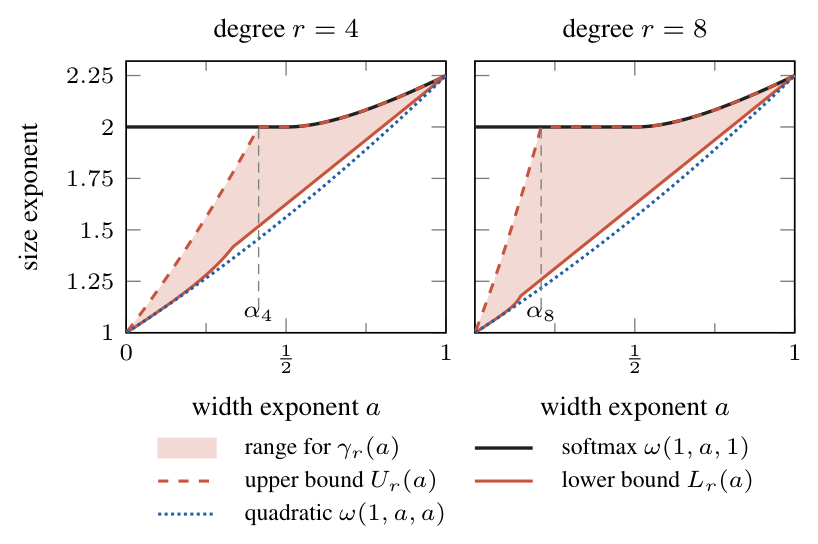 degree r = 4
degree r = 8
size exponent
2.25
2
1.75
1.5
1.25
1
α₄
α₈
0
1/2
1
1/2
1
width exponent a
width exponent a
range for γᵣ(a)
softmax ω(1, a, 1)
upper bound Uᵣ(a)
lower bound Lᵣ(a)
quadratic ω(1, a, a)